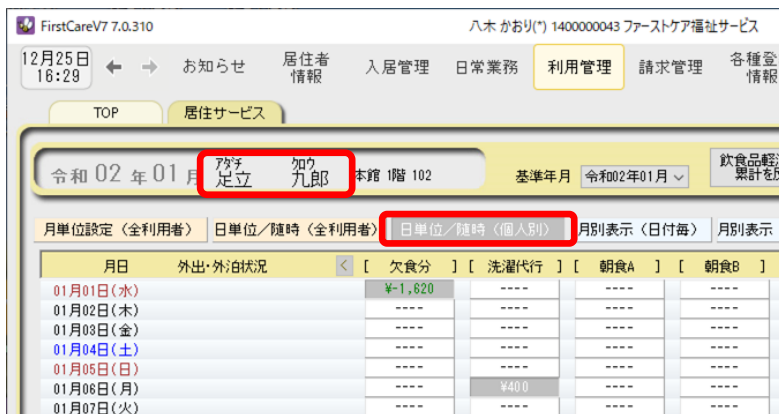 FirstCareV7 7.0.310 八木 かおり(*) 1400000043 ファーストケア福祉サービス
12月25日 16:29 お知らせ 居住者情報 入居管理 日常業務 利用管理 請求管理 各種登 情報
TOP 居住サービス
アダチ クロウ
令和 02 年 01 月 足立 九郎 本館 1階 102 基準年月 令和02年01月 飲食品軽 累計を
月単位設定(全利用者) 日単位/随時(全利用者) 日単位/随時(個人別) 月別表示(日付毎) 月別表示
月日 外出・外泊状況 < [ 欠食分 ] [ 洗濯代行 ] [ 朝食A ] [ 朝食B ]
01月01日(水) ¥-1,620 ---- ---- ----
01月02日(木) ---- ---- ---- ----
01月03日(金) ---- ---- ---- ----
01月04日(土) ---- ---- ---- ----
01月05日(日) ---- ---- ---- ----
01月06日(月) ---- ¥400 ---- ----
01月07日(火) ---- ---- ---- ----